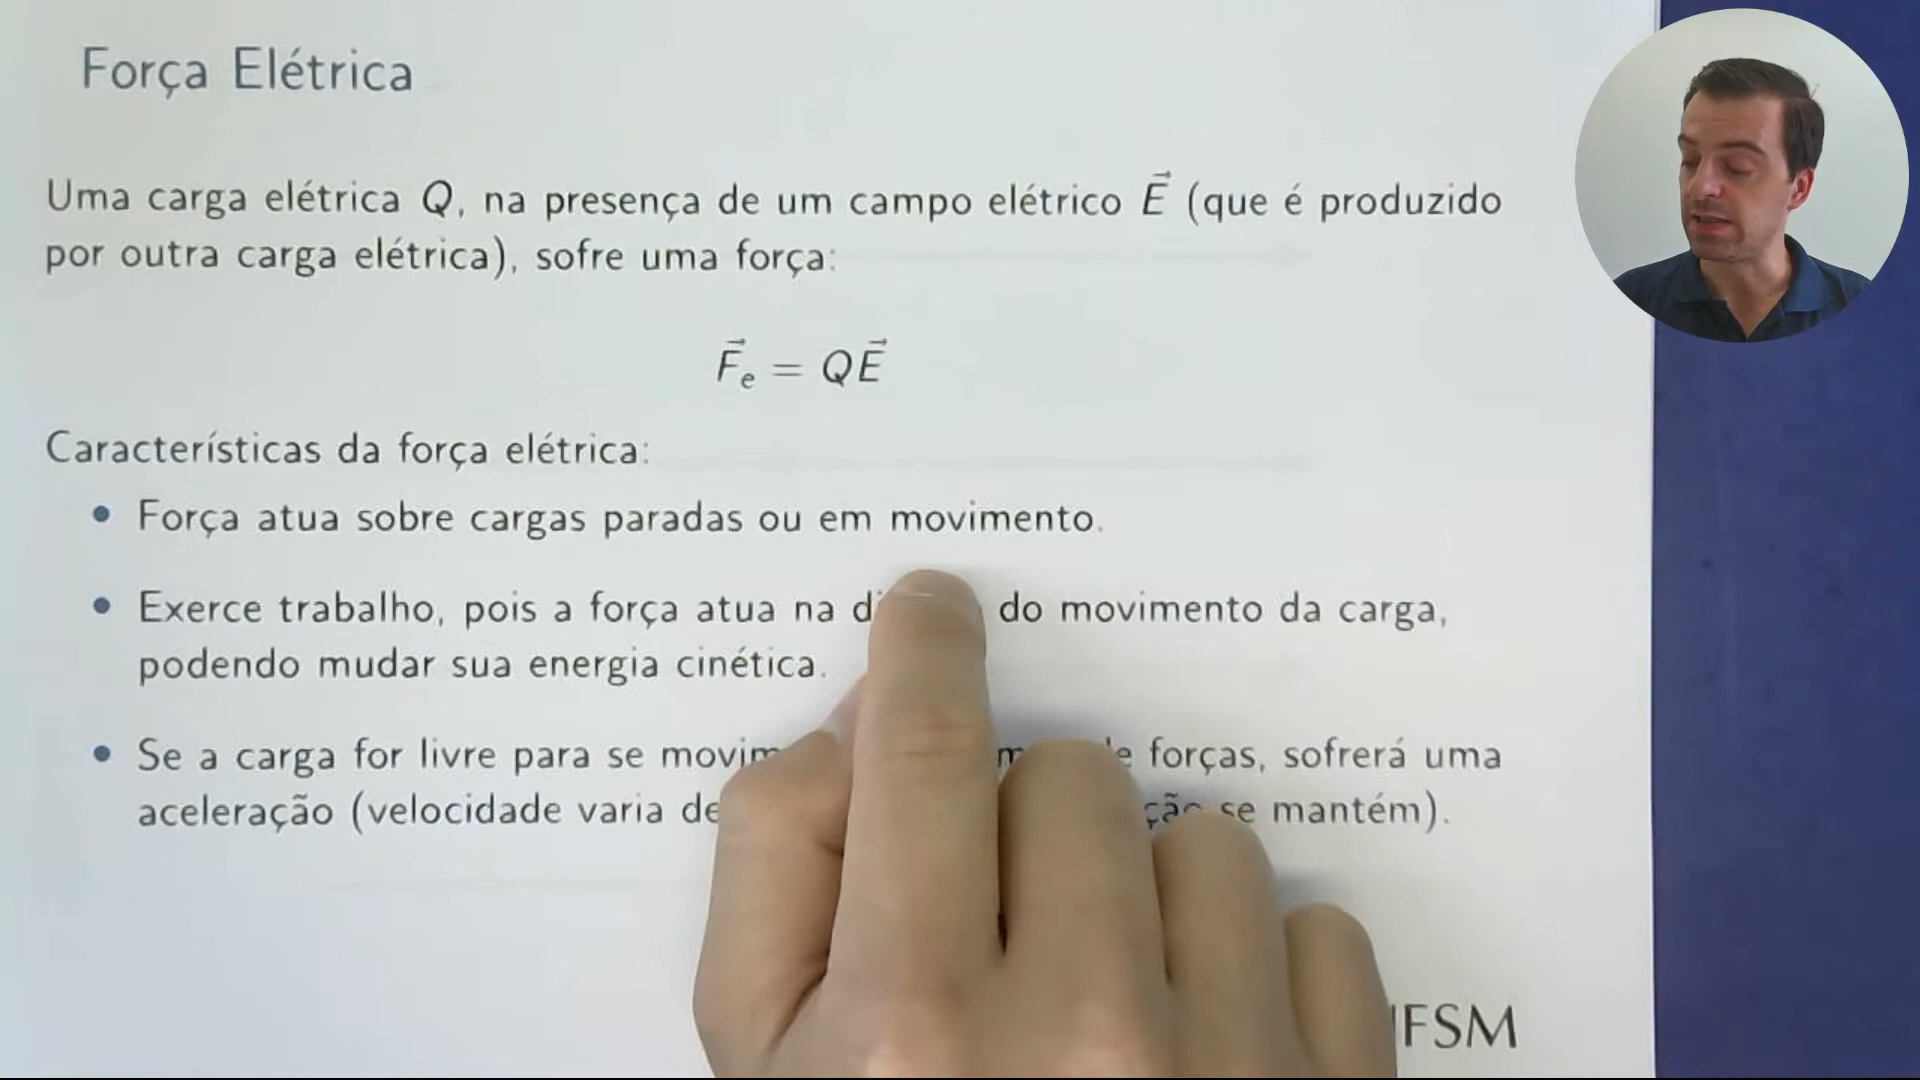 Força Elétrica
Uma carga elétrica Q, na presença de um campo elétrico E⃗ (que é produzido
por outra carga elétrica), sofre uma força:
F⃗ₑ = QE⃗
Características da força elétrica:
• Força atua sobre cargas paradas ou em movimento.
• Exerce trabalho, pois a força atua na do movimento da carga,
podendo mudar sua energia cinética.
• Se a carga for livre para se forças, sofrerá uma
aceleração (velocidade varia se mantém).
FSM